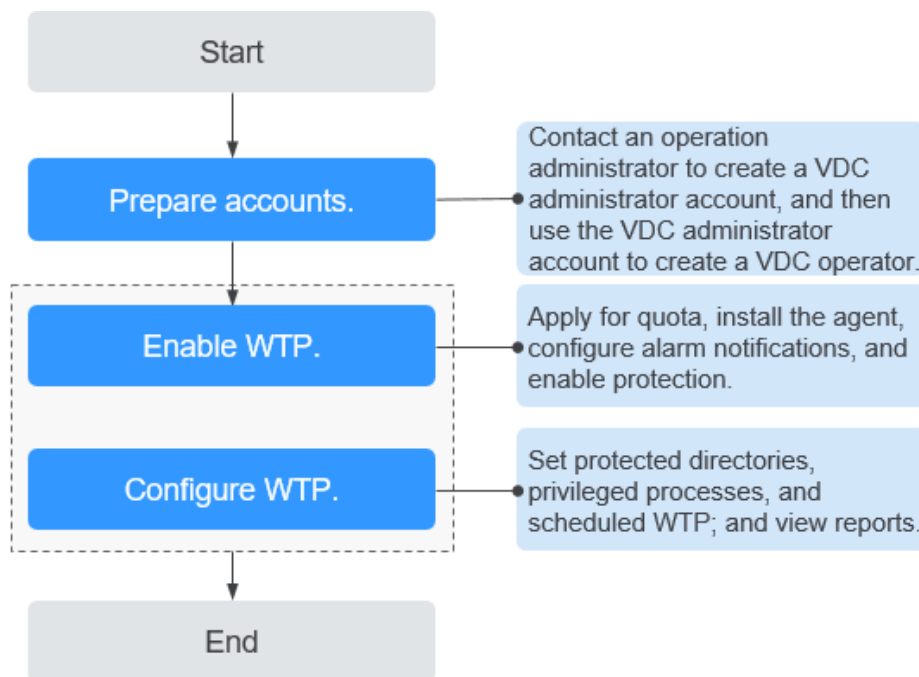 Start
Prepare accounts.
Contact an operation
administrator to create a VDC
administrator account, and then
use the VDC administrator
account to create a VDC operator.
Enable WTP.
Apply for quota, install the agent,
configure alarm notifications, and
enable protection.
Configure WTP.
Set protected directories,
privileged processes, and
scheduled WTP; and view reports.
End